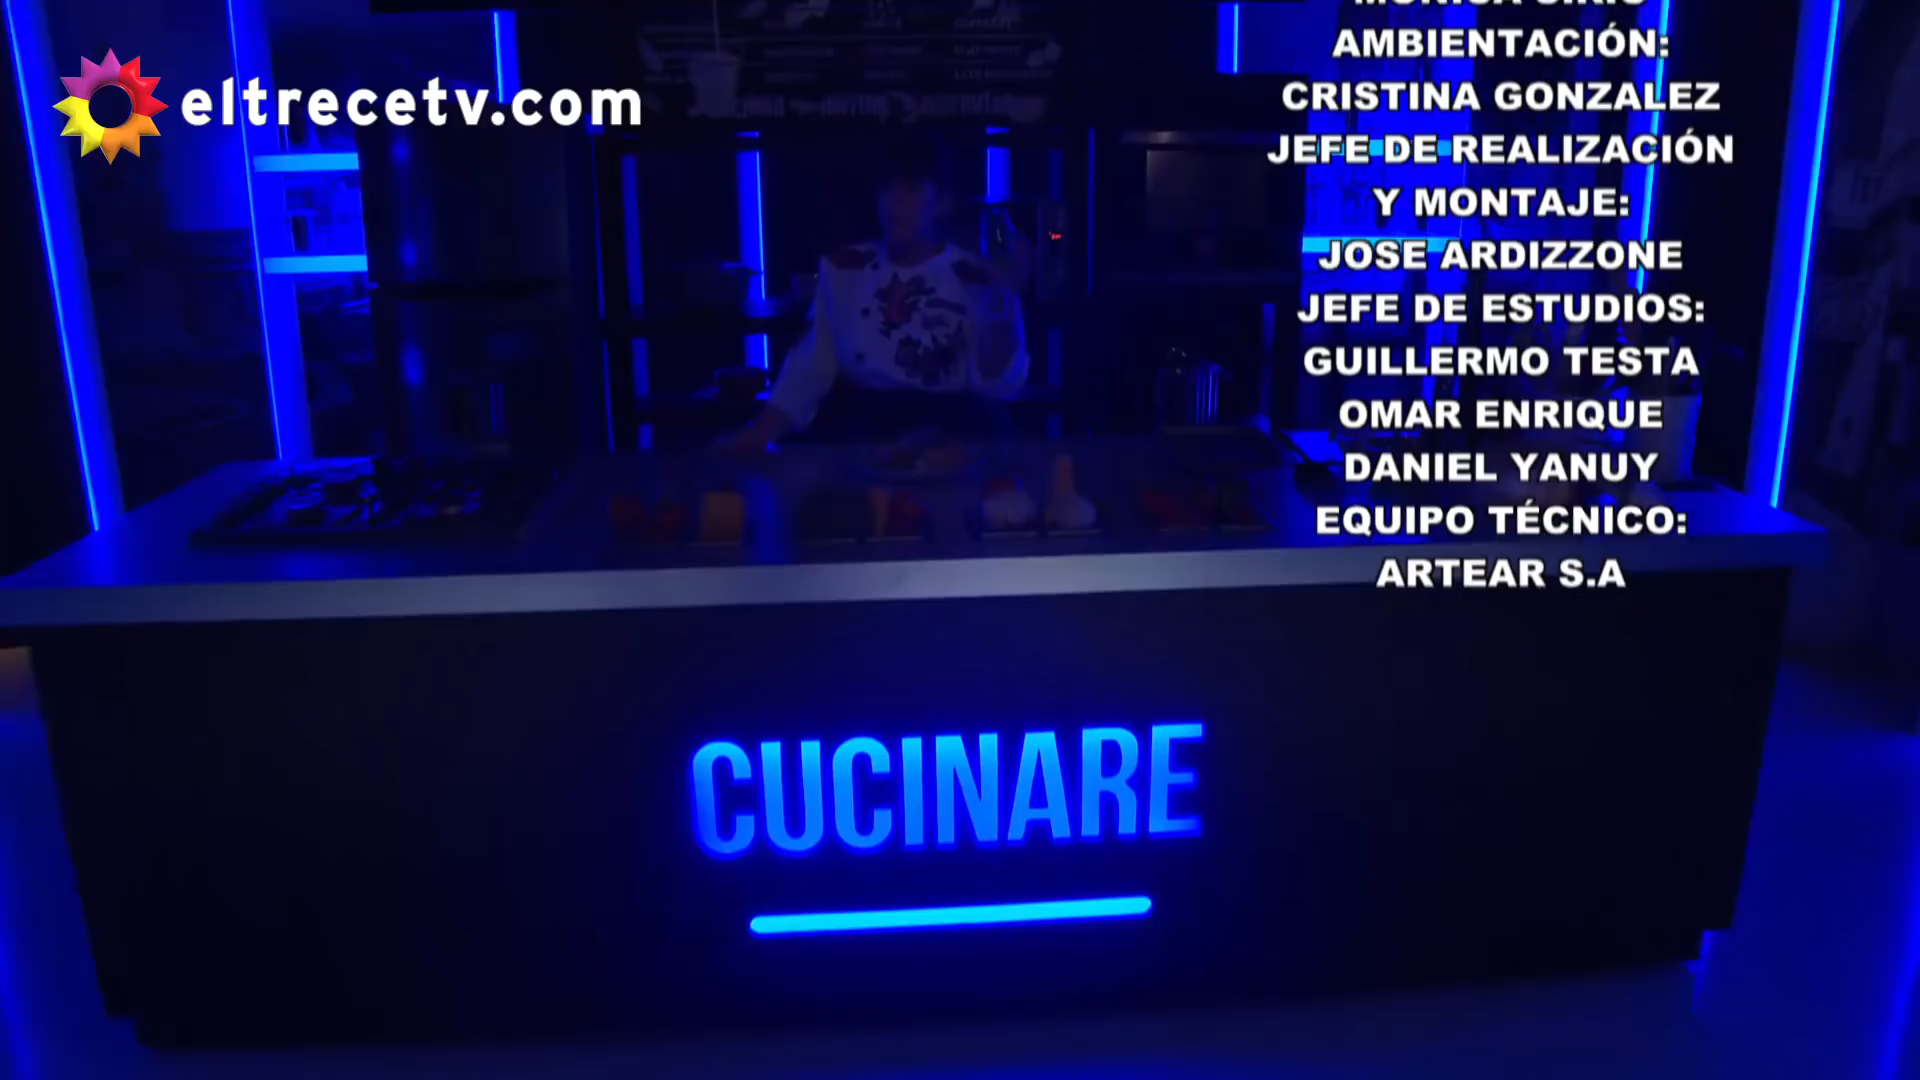 eltrecetv.com
AMBIENTACIÓN:
CRISTINA GONZALEZ
JEFE DE REALIZACIÓN
Y MONTAJE:
JOSE ARDIZZONE
JEFE DE ESTUDIOS:
GUILLERMO TESTA
OMAR ENRIQUE
DANIEL YANUY
EQUIPO TÉCNICO:
ARTEAR S.A
CUCINARE